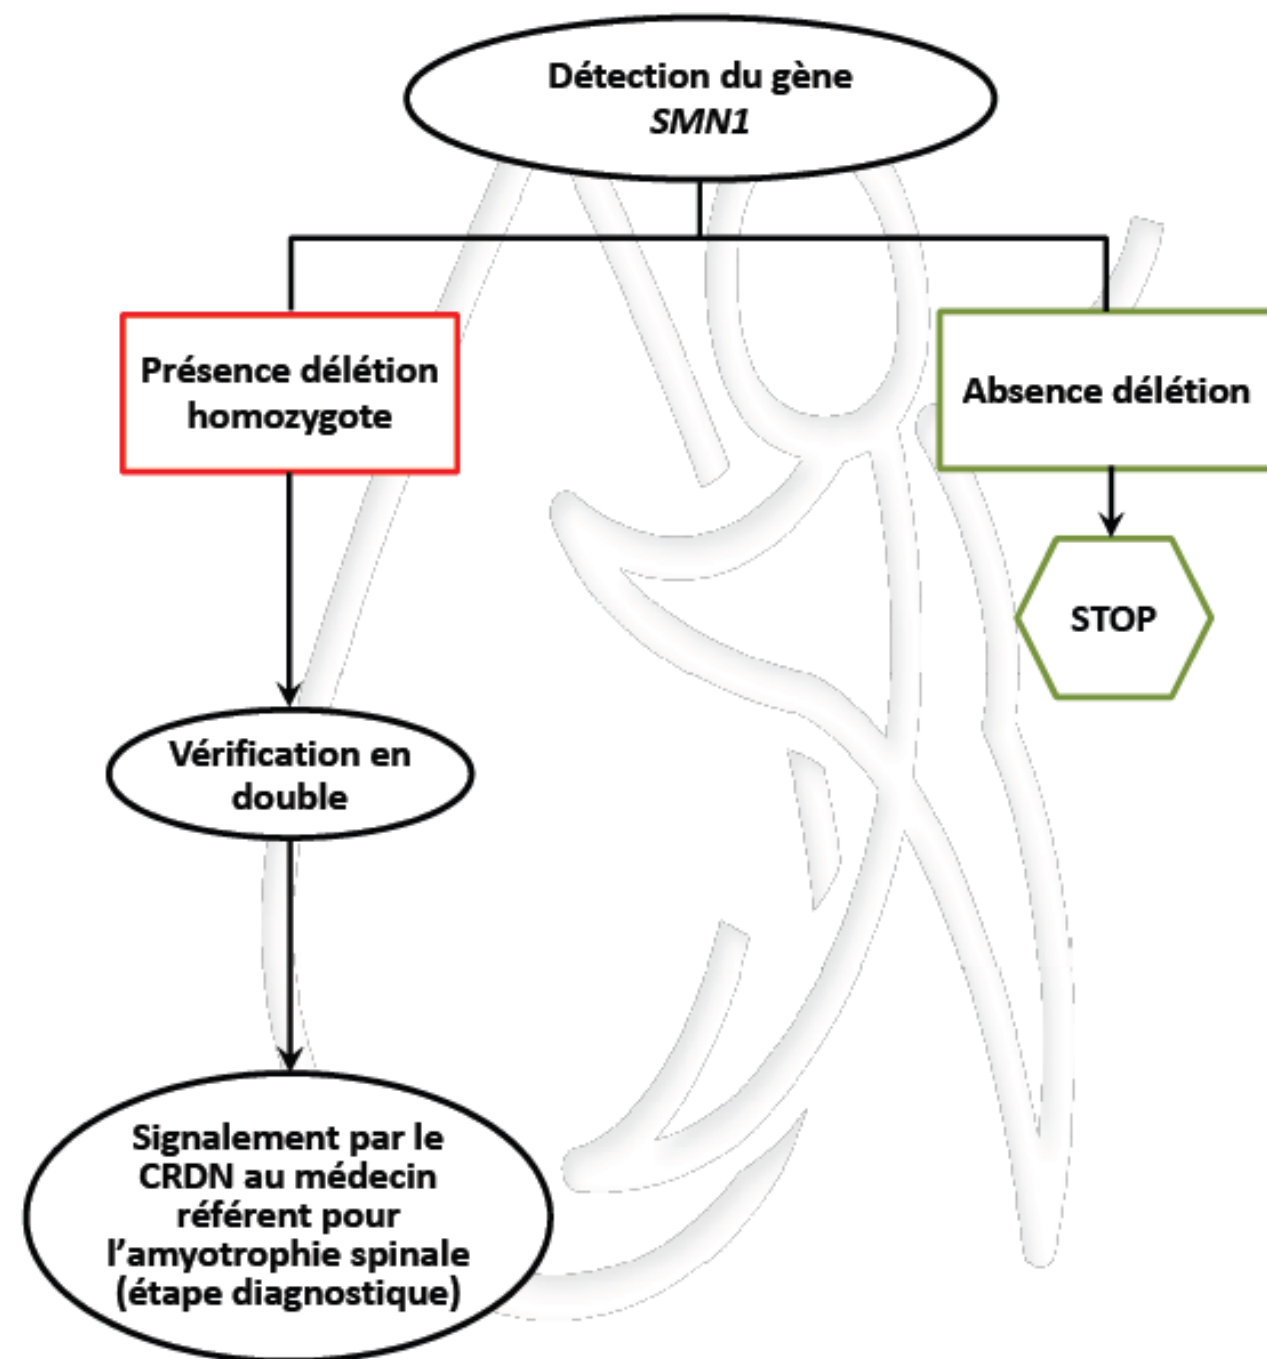 Détection du gène
SMN1
Présence délétion
homozygote
Absence délétion
STOP
Vérification en
double
Signalement par le
CRDN au médecin
référent pour
l’amyotrophie spinale
(étape diagnostique)